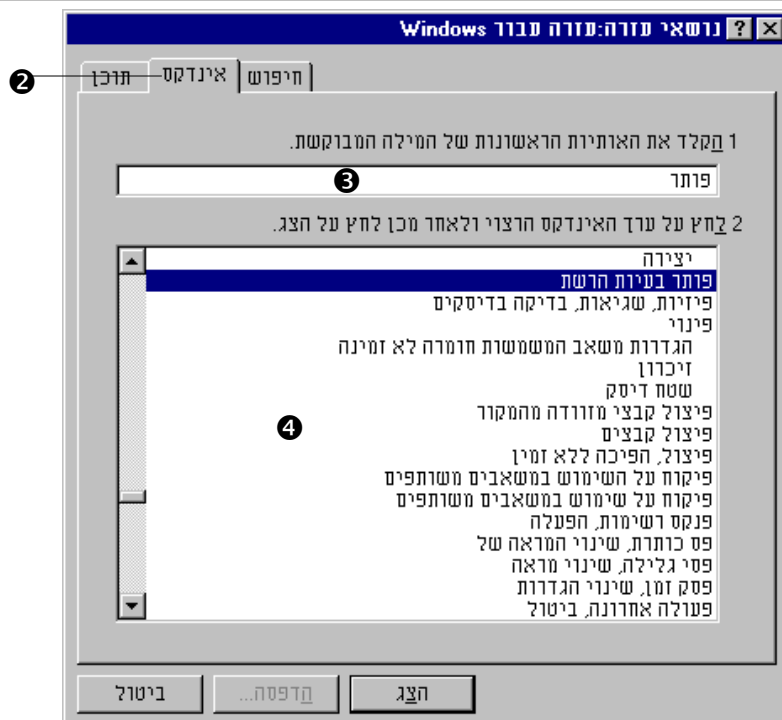 נושאי עזרה:עזרה עבור Windows
תוכן אינדקס חיפוש
❷
1 הקלד את האותיות הראשונות של המילה המבוקשת.
פותר
❸
2 לחץ על ערך האינדקס הרצוי ולאחר מכן לחץ על הצג.
יצירה
פותר בעיות הרשת
פיזיות, שגיאות, בדיקה בדיסקים
פינוי
הגדרות משאב המשמשות חומרה לא זמינה
זיכרון
שטח דיסק
פיצול קבצי מזוודה מהמקור
פיצול קבצים
❹
פיצול, הפיכה ללא זמין
פיקוח על השימוש במשאבים משותפים
פיקוח על שימוש במשאבים משותפים
פנקס רשימות, הפעלה
פס כותרת, שינוי המראה של
פסי גלילה, שינוי מראה
פסק זמן, שינוי הגדרות
פעולה אחרונה, ביטול
הצג הדפסה... ביטול